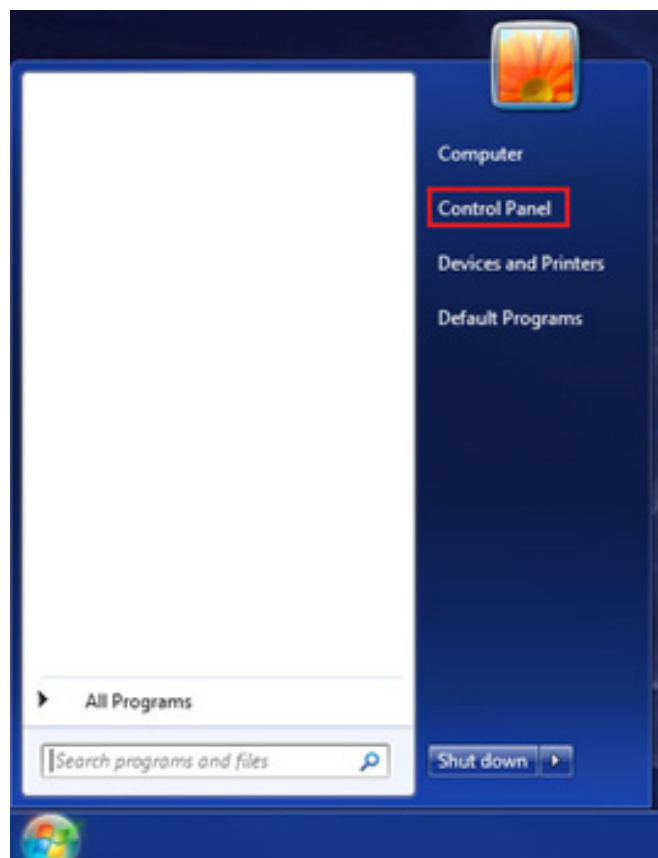 Computer
Control Panel
Devices and Printers
Default Programs
All Programs
Search programs and files
Shut down